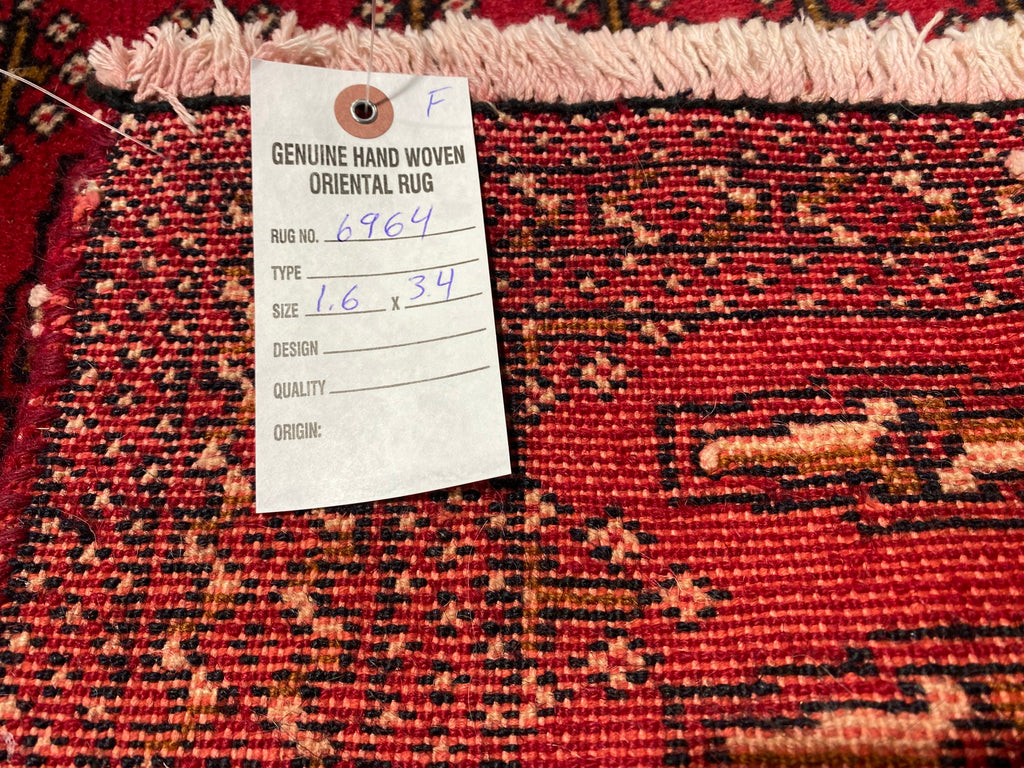 F
GENUINE HAND WOVEN
ORIENTAL RUG
RUG NO. 6964
TYPE
SIZE 1.6 X 3.4
DESIGN
QUALITY
ORIGIN: